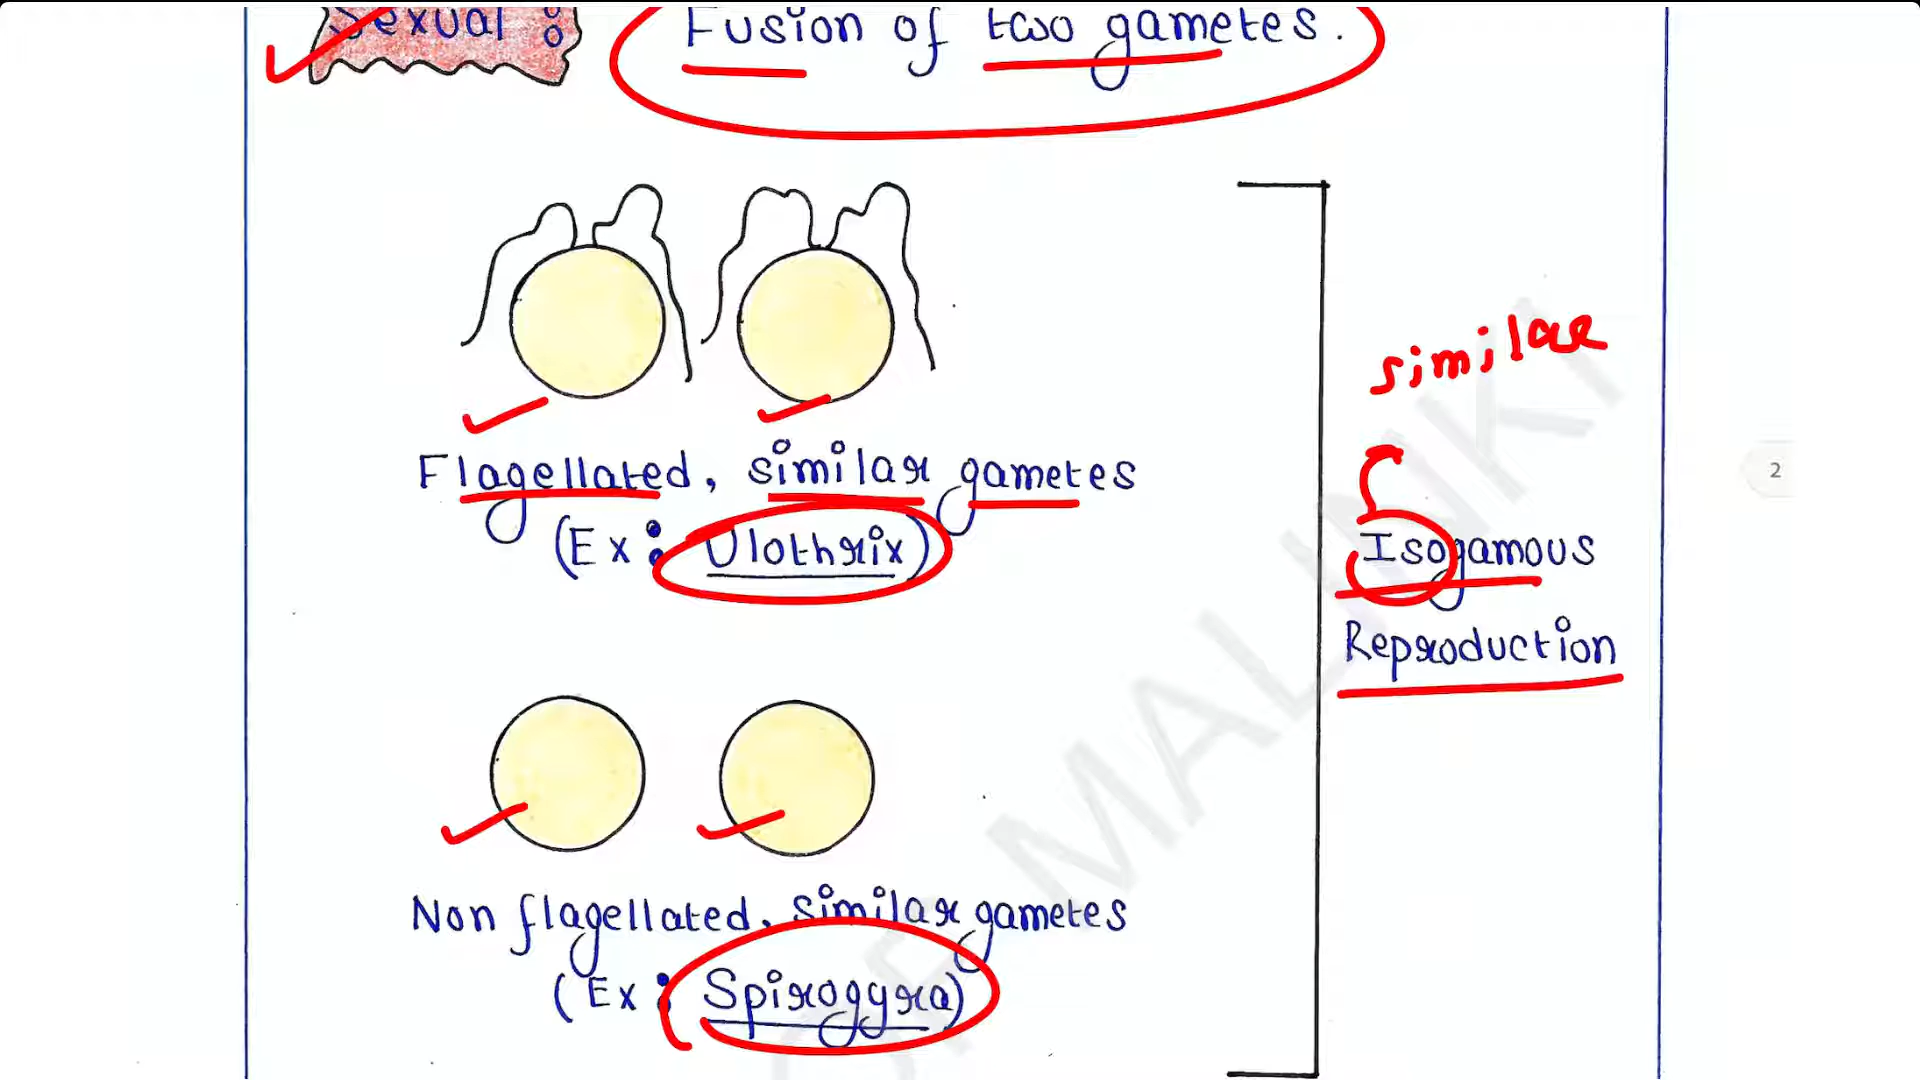 Sexual :
Fusion of two gametes.
Flagellated, similar gametes
(Ex: Ulothrix)
similar
Isogamous
Reproduction
2
Non flagellated, similar gametes
(Ex: Spirogyra)